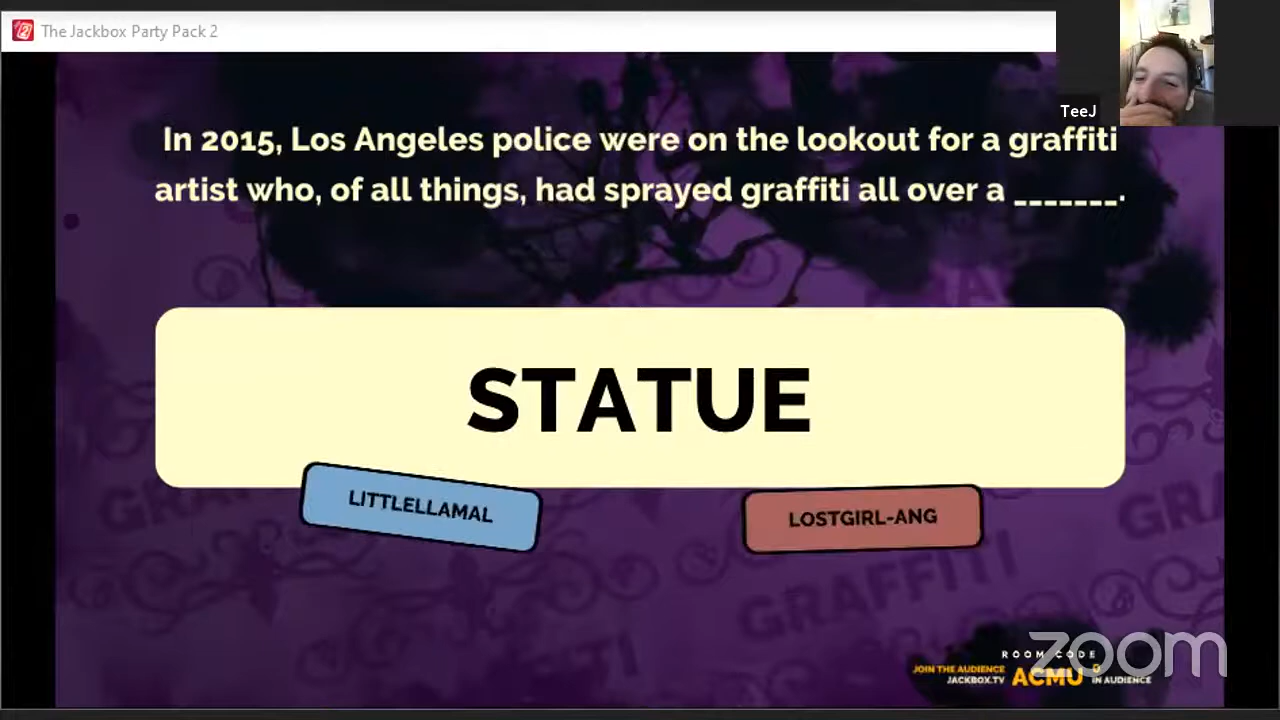 The Jackbox Party Pack 2
TeeJ
In 2015, Los Angeles police were on the lookout for a graffiti
artist who, of all things, had sprayed graffiti all over a _______.
STATUE
LITTLELLAMAL
LOSTGIRL-ANG
GRAFFITI
ROOM CODE
JOIN THE AUDIENCE
JACKBOX.TV
ACMU
0
IN AUDIENCE
zoom